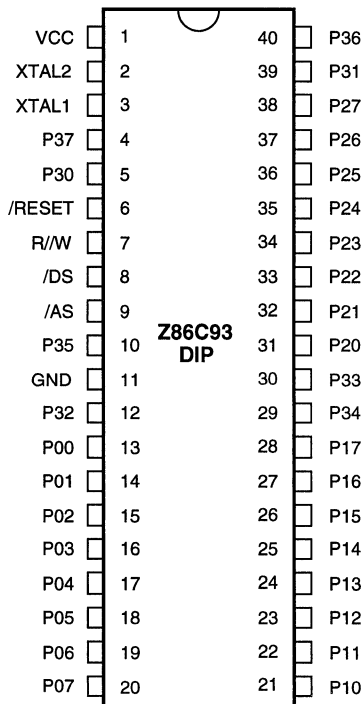 VCC 1 40 P36
XTAL2 2 39 P31
XTAL1 3 38 P27
P37 4 37 P26
P30 5 36 P25
/RESET 6 35 P24
R//W 7 34 P23
/DS 8 33 P22
/AS 9 32 P21
Z86C93
P35 10 31 P20
DIP
GND 11 30 P33
P32 12 29 P34
P00 13 28 P17
P01 14 27 P16
P02 15 26 P15
P03 16 25 P14
P04 17 24 P13
P05 18 23 P12
P06 19 22 P11
P07 20 21 P10